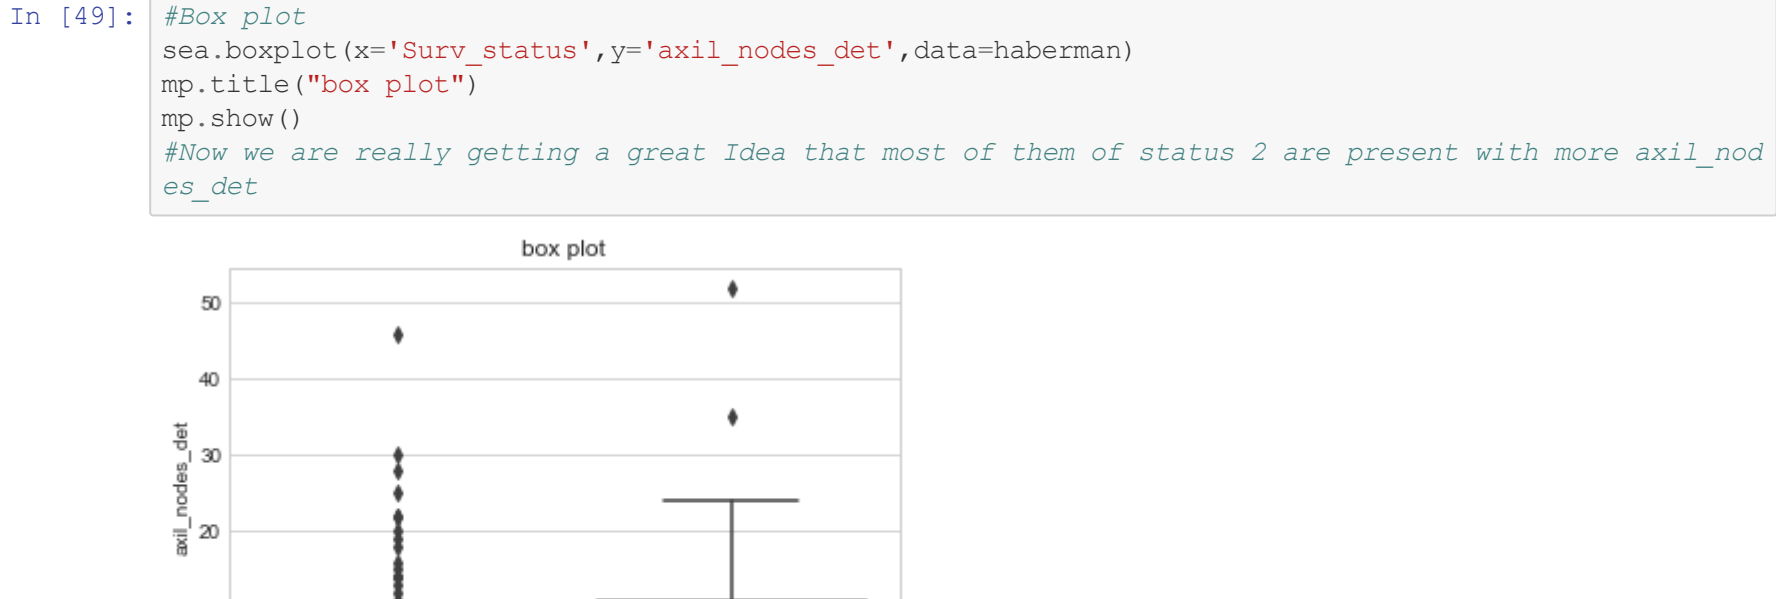 In [49]: #Box plot
sea.boxplot(x='Surv_status',y='axil_nodes_det',data=haberman)
mp.title("box plot")
mp.show()
#Now we are really getting a great Idea that most of them of status 2 are present with more axil_nod
es_det
box plot
50
40
30
20
axil_nodes_det